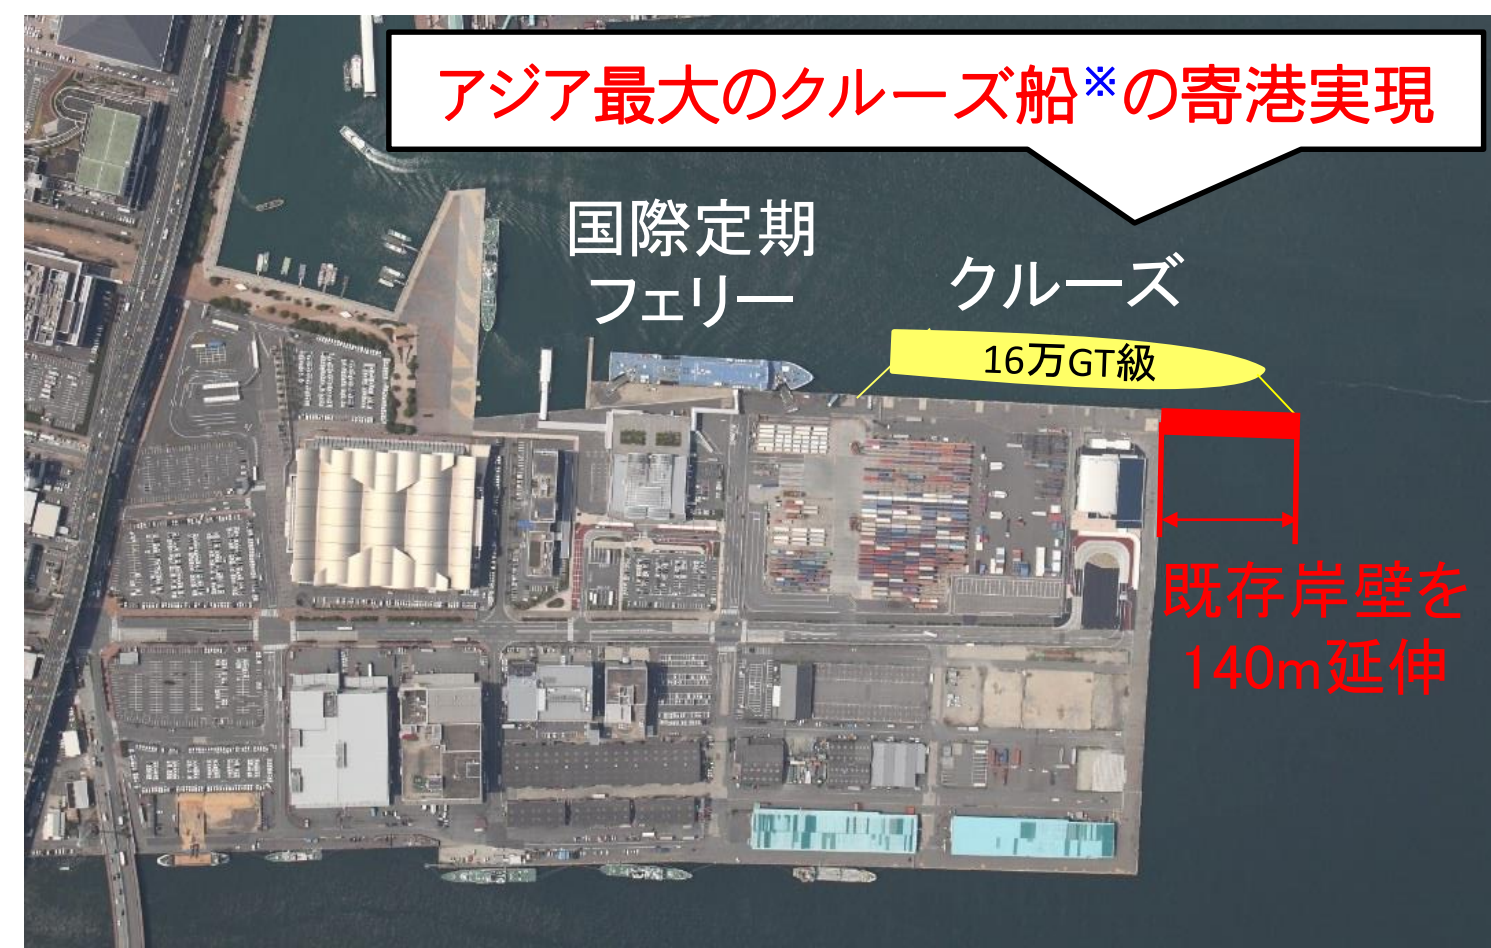 アジア最大のクルーズ船※の寄港実現
国際定期
フェリー
クルーズ
16万GT級
既存岸壁を
140m延伸